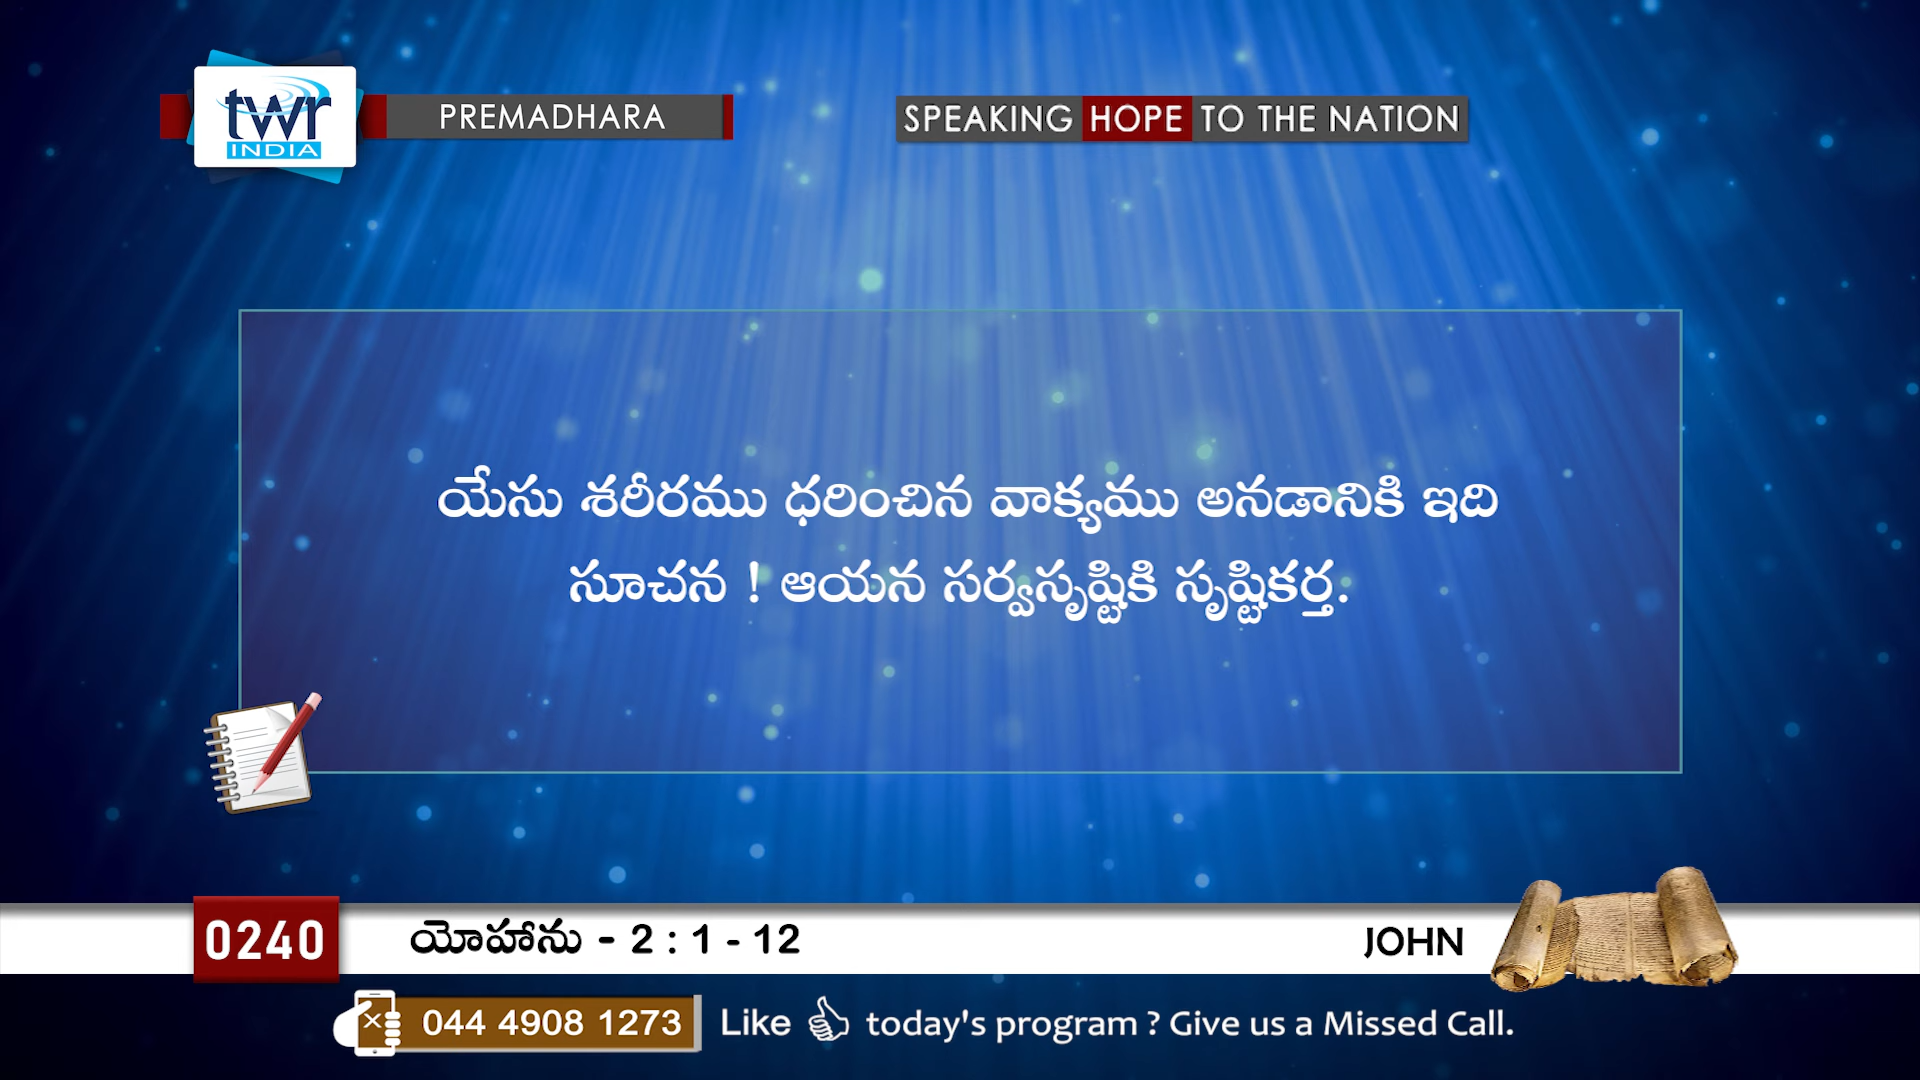 twr
INDIA
PREMADHARA
SPEAKING HOPE TO THE NATION
యేసు శరీరము ధరించిన వాక్యము అనడానికి ఇది
సూచన ! ఆయన సర్వసృష్టికి సృష్టికర్త.
0240
యోహాను - 2 : 1 - 12
JOHN
044 4908 1273
Like today's program ? Give us a Missed Call.